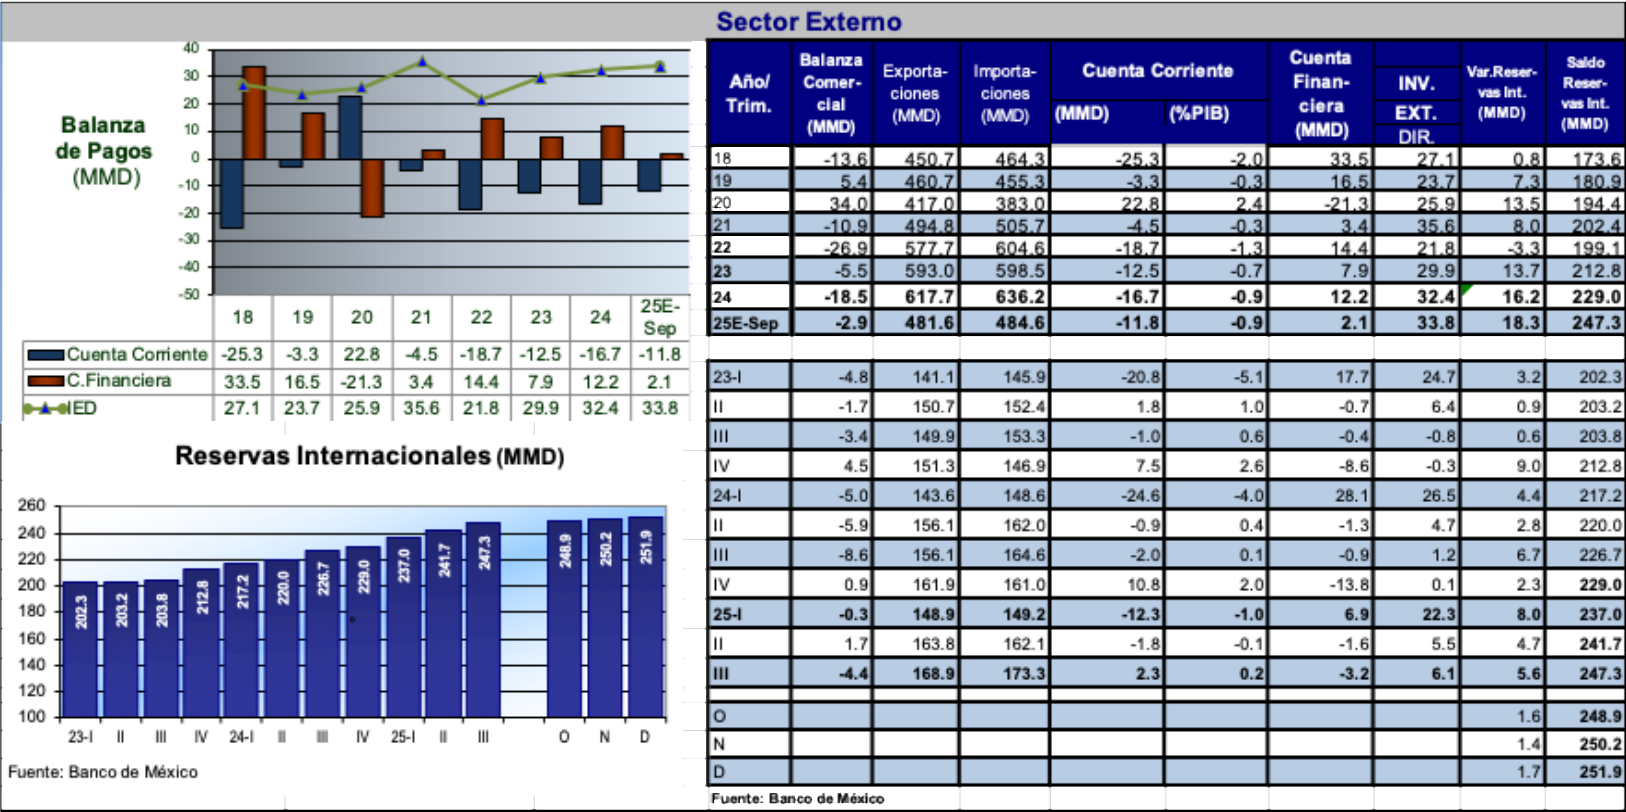 Sector Externo
Balanza
de Pagos
(MMD)
40
30
20
10
0
-10
-20
-30
-40
-50
18 19 20 21 22 23 24 25E-Sep
Cuenta Corriente -25.3 -3.3 22.8 -4.5 -18.7 -12.5 -16.7 -11.8
C.Financiera 33.5 16.5 -21.3 3.4 14.4 7.9 12.2 2.1
IED 27.1 23.7 25.9 35.6 21.8 29.9 32.4 33.8
Reservas Internacionales (MMD)
260
240
220
200
180
160
140
120
100
202.3 203.2 203.8 212.8 217.2 220.0 226.7 229.0 237.0 241.7 247.3 248.9 250.2 251.9
23-I II III IV 24-I II III IV 25-I II III O N D
Fuente: Banco de México
Año/ Trim. Balanza Comer-cial (MMD) Exporta-ciones (MMD) Importa-ciones (MMD) Cuenta Corriente (MMD) (%PIB) Cuenta Finan-ciera (MMD) INV. EXT. DIR. Var.Reser-vas Int. (MMD) Saldo Reser-vas Int. (MMD)
18 -13.6 450.7 464.3 -25.3 -2.0 33.5 27.1 0.8 173.6
19 5.4 460.7 455.3 -3.3 -0.3 16.5 23.7 7.3 180.9
20 34.0 417.0 383.0 22.8 2.4 -21.3 25.9 13.5 194.4
21 -10.9 494.8 505.7 -4.5 -0.3 3.4 35.6 8.0 202.4
22 -26.9 577.7 604.6 -18.7 -1.3 14.4 21.8 -3.3 199.1
23 -5.5 593.0 598.5 -12.5 -0.7 7.9 29.9 13.7 212.8
24 -18.5 617.7 636.2 -16.7 -0.9 12.2 32.4 16.2 229.0
25E-Sep -2.9 481.6 484.6 -11.8 -0.9 2.1 33.8 18.3 247.3
23-I -4.8 141.1 145.9 -20.8 -5.1 17.7 24.7 3.2 202.3
II -1.7 150.7 152.4 1.8 1.0 -0.7 6.4 0.9 203.2
III -3.4 149.9 153.3 -1.0 0.6 -0.4 -0.8 0.6 203.8
IV 4.5 151.3 146.9 7.5 2.6 -8.6 -0.3 9.0 212.8
24-I -5.0 143.6 148.6 -24.6 -4.0 28.1 26.5 4.4 217.2
II -5.9 156.1 162.0 -0.9 0.4 -1.3 4.7 2.8 220.0
III -8.6 156.1 164.6 -2.0 0.1 -0.9 1.2 6.7 226.7
IV 0.9 161.9 161.0 10.8 2.0 -13.8 0.1 2.3 229.0
25-I -0.3 148.9 149.2 -12.3 -1.0 6.9 22.3 8.0 237.0
II 1.7 163.8 162.1 -1.8 -0.1 -1.6 5.5 4.7 241.7
III -4.4 168.9 173.3 2.3 0.2 -3.2 6.1 5.6 247.3
O 1.6 248.9
N 1.4 250.2
D 1.7 251.9
Fuente: Banco de México